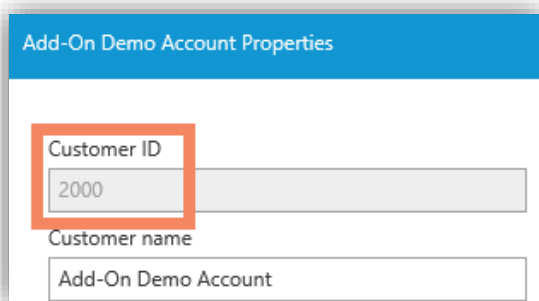 Add-On Demo Account Properties
Customer ID
2000
Customer name
Add-On Demo Account